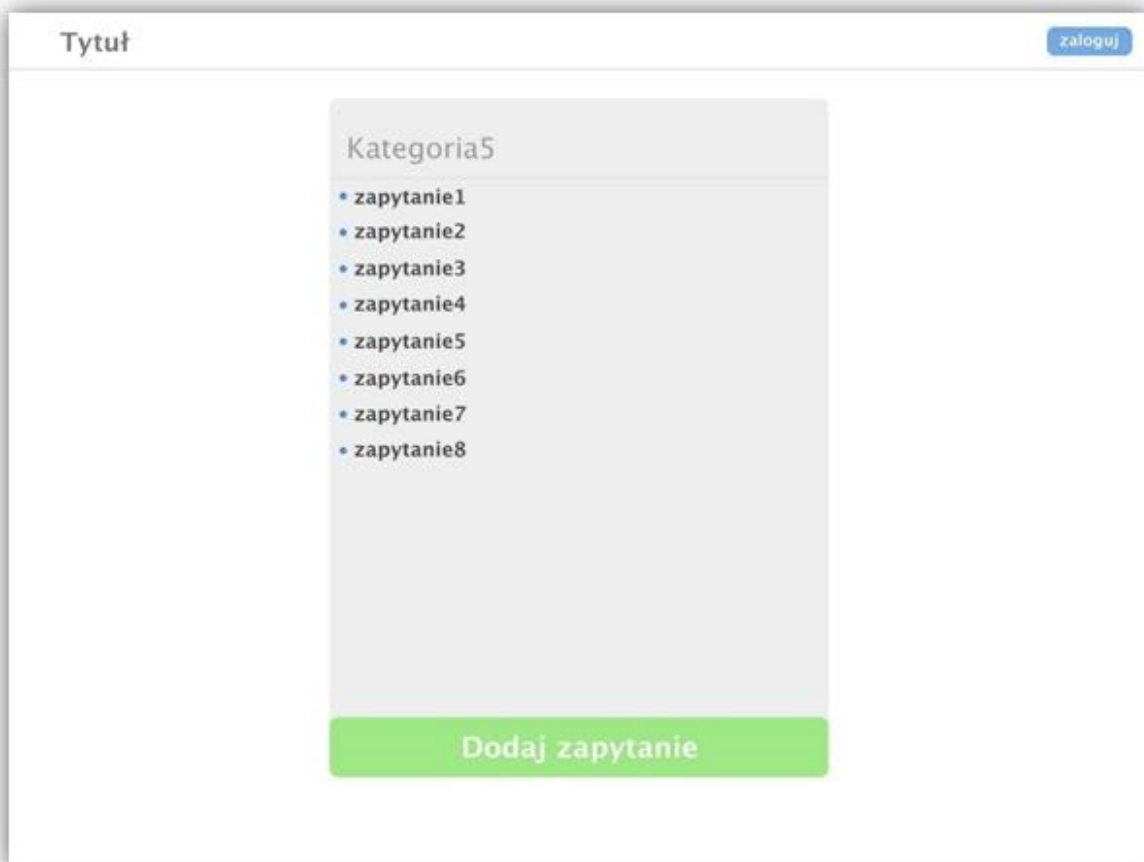 Tytuł
zaloguj
Kategoria5
• zapytanie1
• zapytanie2
• zapytanie3
• zapytanie4
• zapytanie5
• zapytanie6
• zapytanie7
• zapytanie8
Dodaj zapytanie